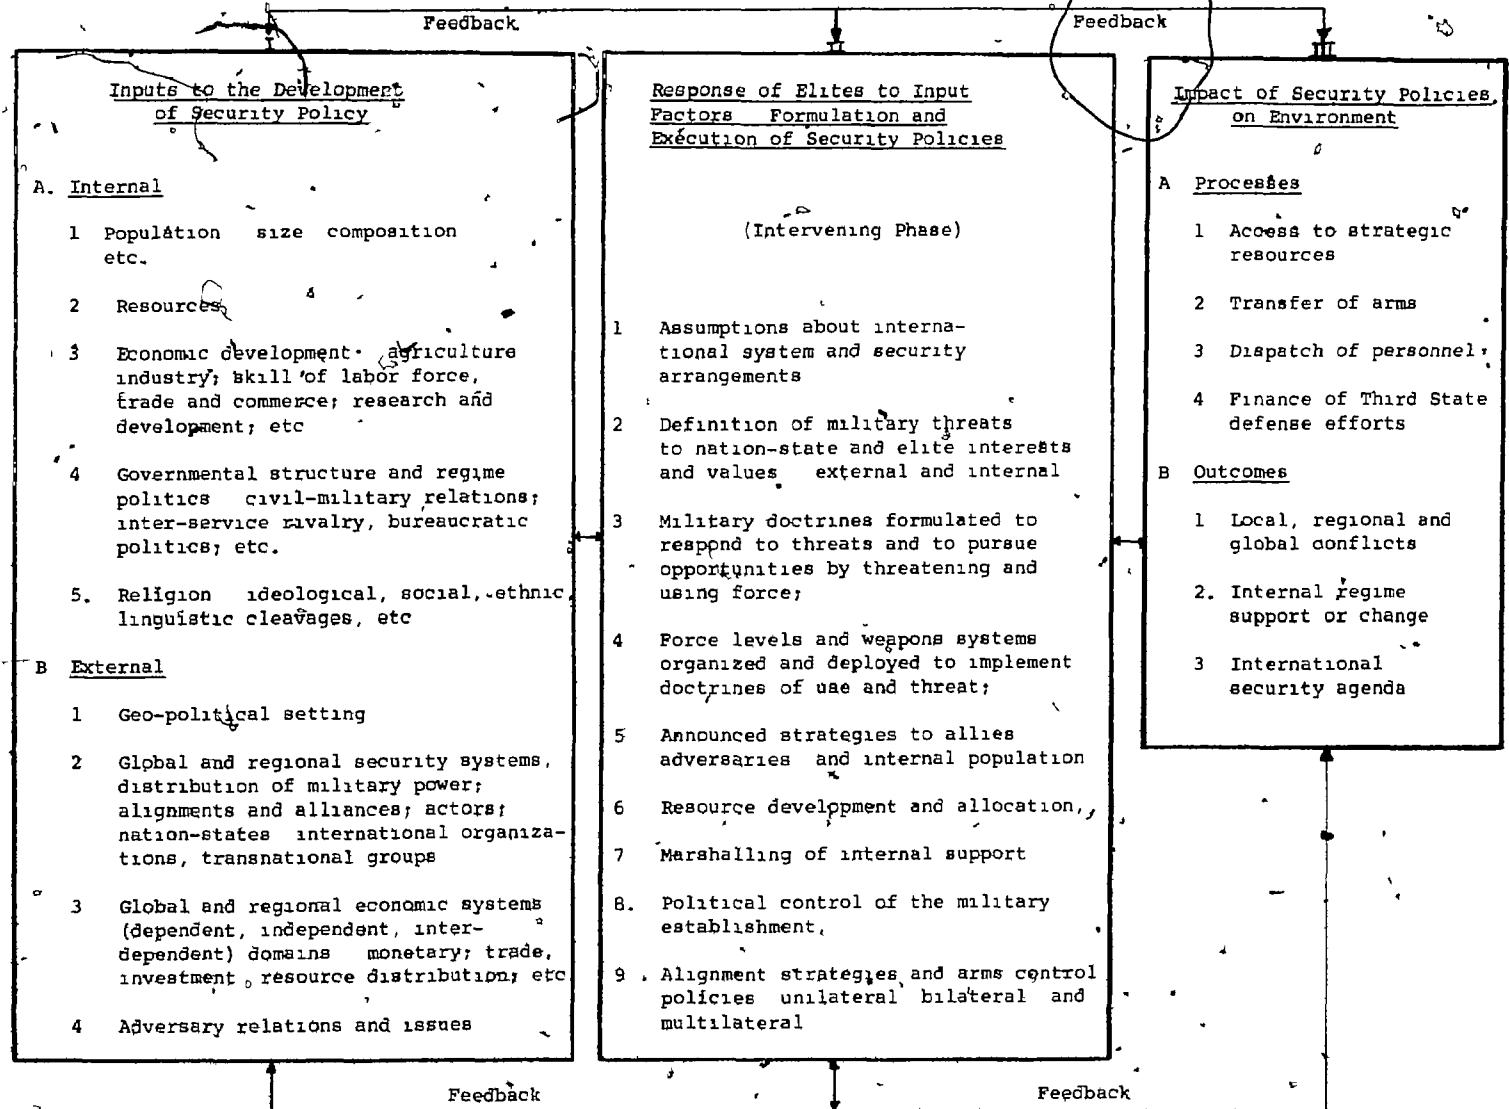 Feedback
Feedback
I
II
III
Inputs to the Development
of Security Policy
A. Internal
1 Population size composition
etc.
2 Resources
3 Economic development agriculture
industry; skill of labor force,
trade and commerce; research and
development; etc
4 Governmental structure and regime
politics civil-military relations;
inter-service rivalry, bureaucratic
politics; etc.
5. Religion ideological, social, ethnic,
linguistic cleavages, etc
B External
1 Geo-political setting
2 Global and regional security systems,
distribution of military power;
alignments and alliances; actors;
nation-states international organiza-
tions, transnational groups
3 Global and regional economic systems
(dependent, independent, inter-
dependent) domains monetary; trade,
investment, resource distribution; etc
4 Adversary relations and issues
Response of Elites to Input
Factors Formulation and
Execution of Security Policies
(Intervening Phase)
1 Assumptions about interna-
tional system and security
arrangements
2 Definition of military threats
to nation-state and elite interests
and values external and internal
3 Military doctrines formulated to
respond to threats and to pursue
opportunities by threatening and
using force;
4 Force levels and weapons systems
organized and deployed to implement
doctrines of use and threat;
5 Announced strategies to allies
adversaries and internal population
6 Resource development and allocation,
7 Marshalling of internal support
8. Political control of the military
establishment,
9 Alignment strategies and arms control
policies unilateral bilateral and
multilateral
Impact of Security Policies
on Environment
A Processes
1 Access to strategic
resources
2 Transfer of arms
3 Dispatch of personnel
4 Finance of Third State
defense efforts
B Outcomes
1 Local, regional and
global conflicts
2. Internal regime
support or change
3 International
security agenda
Feedback
Feedback